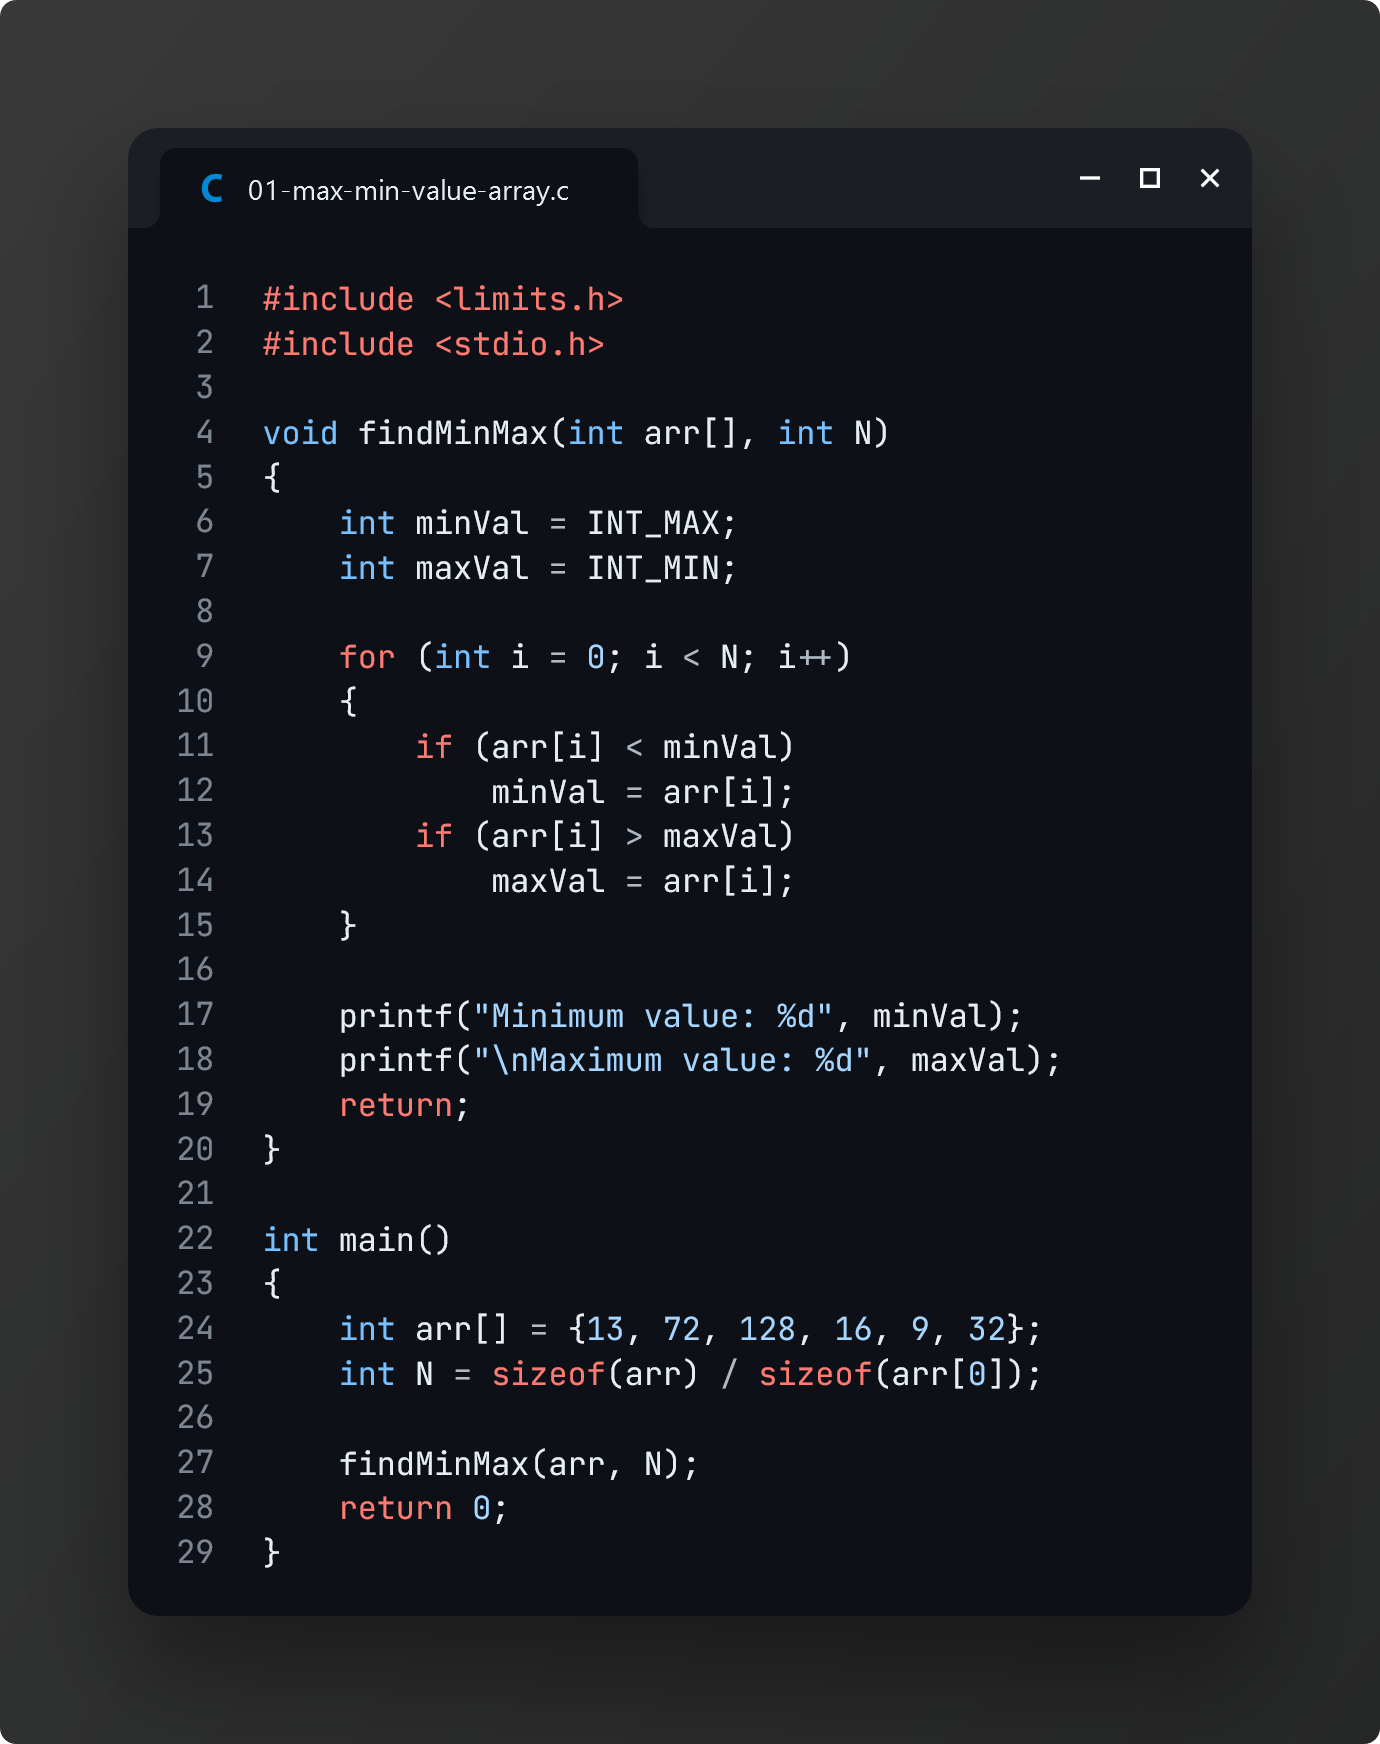 C 01-max-min-value-array.c
1 #include <limits.h>
2 #include <stdio.h>
3
4 void findMinMax(int arr[], int N)
5 {
6     int minVal = INT_MAX;
7     int maxVal = INT_MIN;
8
9     for (int i = 0; i < N; i++)
10     {
11         if (arr[i] < minVal)
12             minVal = arr[i];
13         if (arr[i] > maxVal)
14             maxVal = arr[i];
15     }
16
17     printf("Minimum value: %d", minVal);
18     printf("\nMaximum value: %d", maxVal);
19     return;
20 }
21
22 int main()
23 {
24     int arr[] = {13, 72, 128, 16, 9, 32};
25     int N = sizeof(arr) / sizeof(arr[0]);
26
27     findMinMax(arr, N);
28     return 0;
29 }